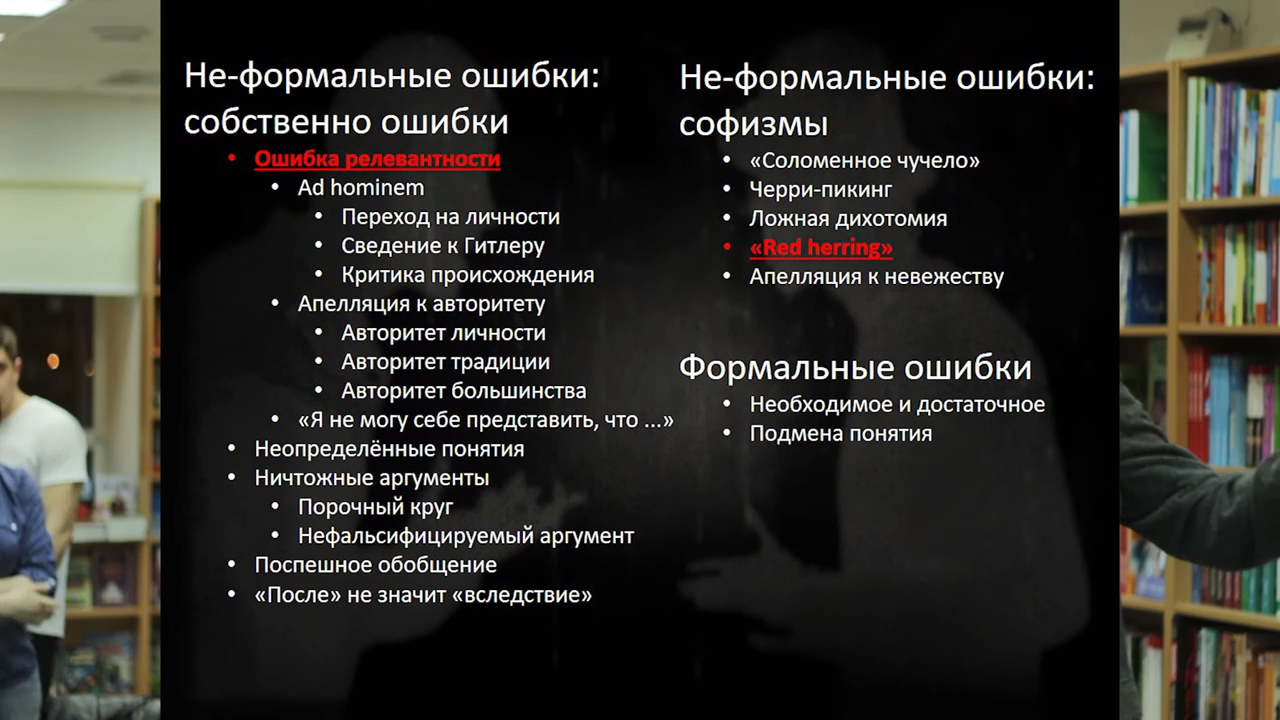 Не-формальные ошибки:
собственно ошибки
• Ошибка релевантности
• Ad hominem
• Переход на личности
• Сведение к Гитлеру
• Критика происхождения
• Апелляция к авторитету
• Авторитет личности
• Авторитет традиции
• Авторитет большинства
• «Я не могу себе представить, что ...»
• Неопределённые понятия
• Ничтожные аргументы
• Порочный круг
• Нефальсифицируемый аргумент
• Поспешное обобщение
• «После» не значит «вследствие»
Не-формальные ошибки:
софизмы
• «Соломенное чучело»
• Черри-пикинг
• Ложная дихотомия
• «Red herring»
• Апелляция к невежеству
Формальные ошибки
• Необходимое и достаточное
• Подмена понятия